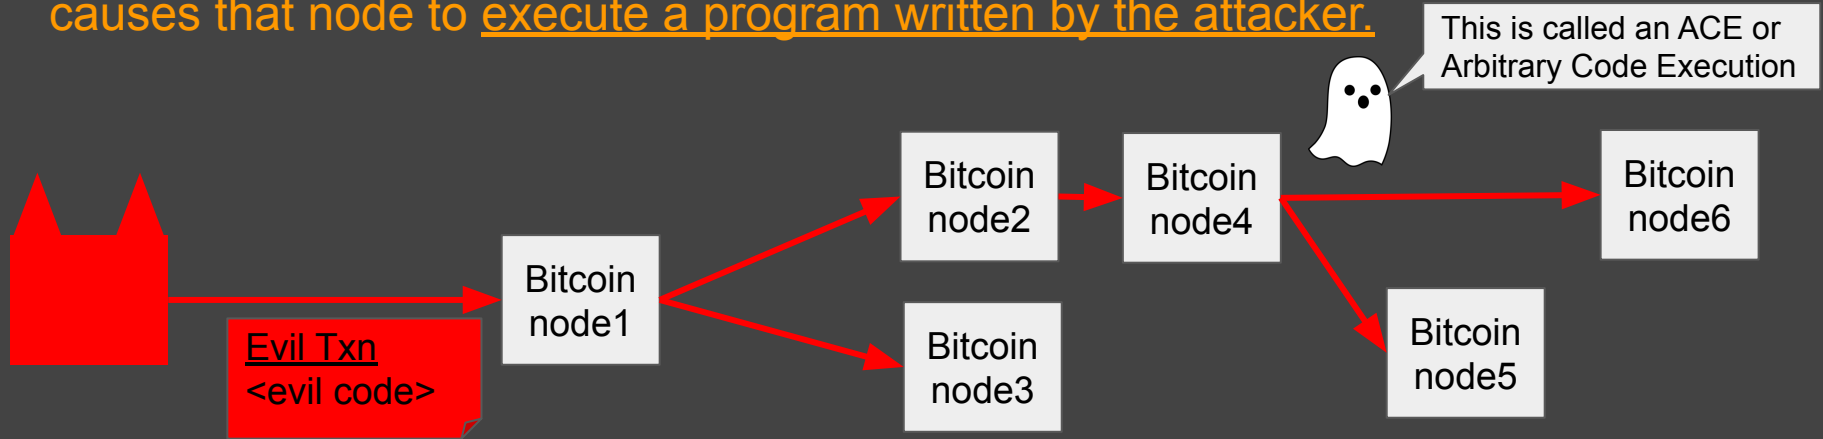 causes that node to execute a program written by the attacker.
This is called an ACE or
Arbitrary Code Execution
Bitcoin
node2
Bitcoin
node4
Bitcoin
node6
Bitcoin
node1
Evil Txn
<evil code>
Bitcoin
node3
Bitcoin
node5